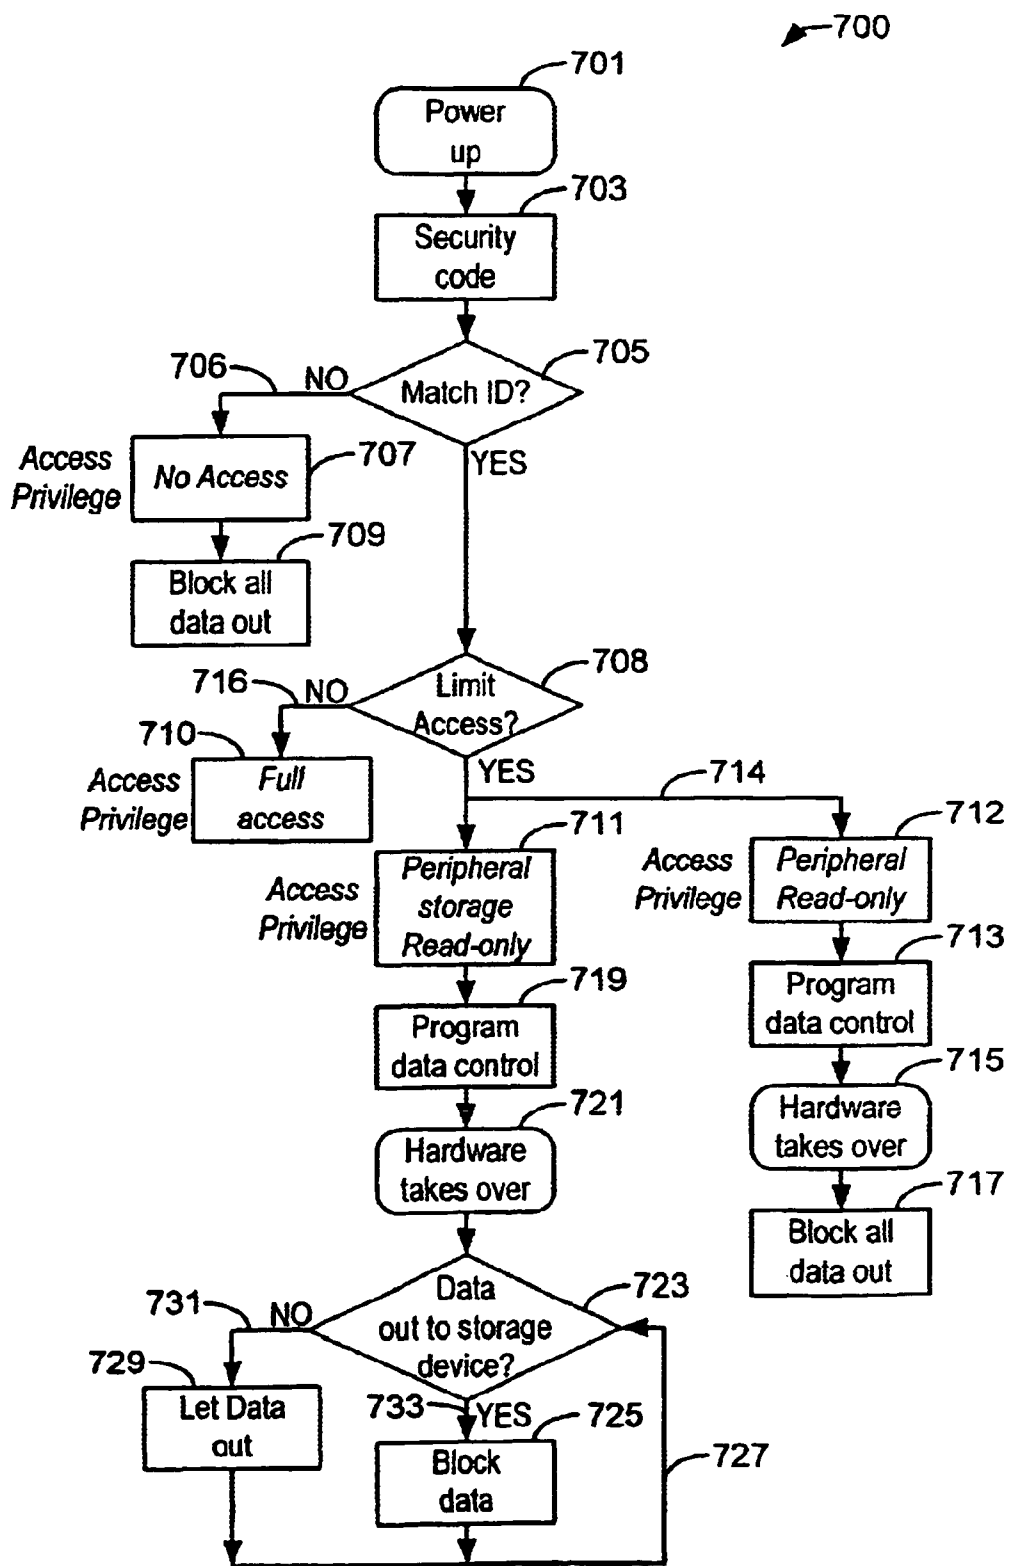 700
701
Power
up
703
Security
code
705
706
NO
Match ID?
YES
Access
Privilege
707
No Access
709
Block all
data out
708
716
NO
Limit
Access?
YES
710
Access
Privilege
Full
access
714
711
Access
Privilege
Peripheral
storage
Read-only
712
Access
Privilege
Peripheral
Read-only
719
Program
data control
713
Program
data control
721
Hardware
takes over
715
Hardware
takes over
717
Block all
data out
723
731
NO
Data
out to storage
device?
729
Let Data
out
733
YES
725
Block
data
727